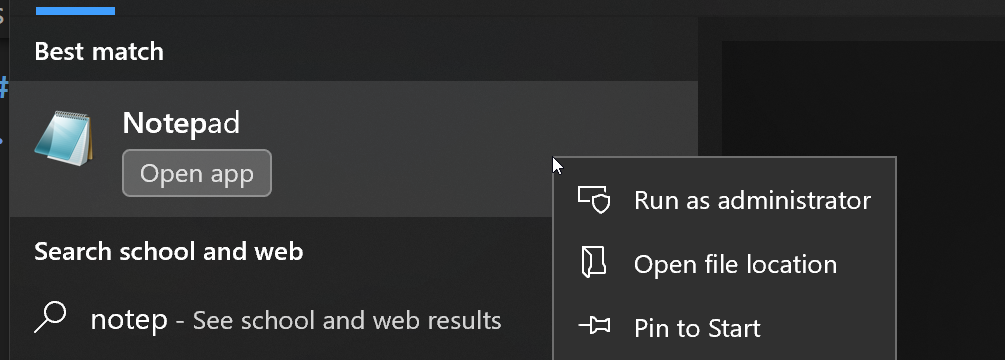 Best match
Notepad
Open app
Search school and web
notep - See school and web results
Run as administrator
Open file location
Pin to Start